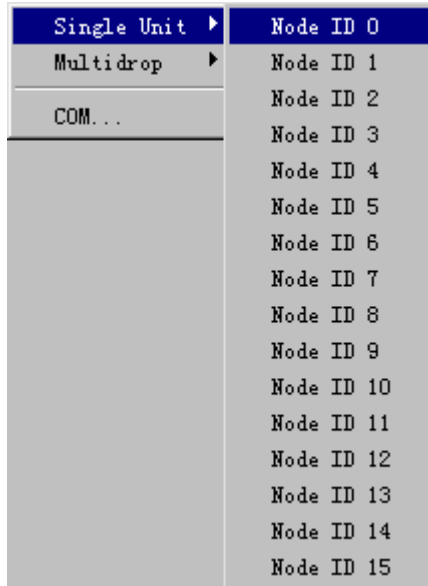 Single Unit
Multidrop
COM...
Node ID 0
Node ID 1
Node ID 2
Node ID 3
Node ID 4
Node ID 5
Node ID 6
Node ID 7
Node ID 8
Node ID 9
Node ID 10
Node ID 11
Node ID 12
Node ID 13
Node ID 14
Node ID 15